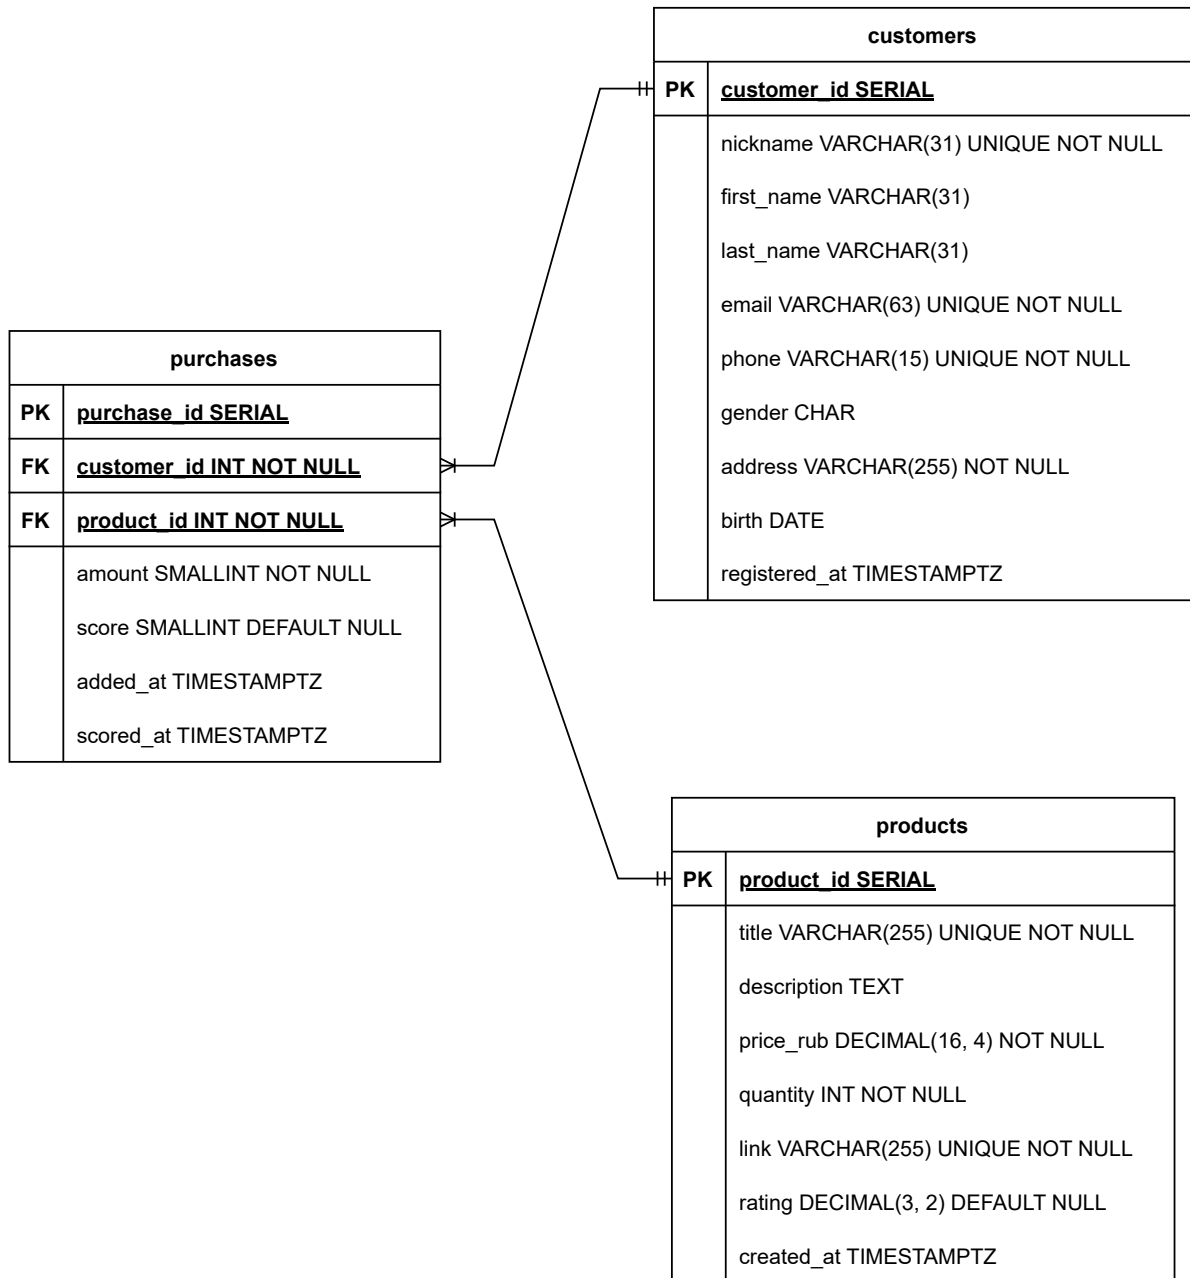 customers
PK customer_id SERIAL
nickname VARCHAR(31) UNIQUE NOT NULL
first_name VARCHAR(31)
last_name VARCHAR(31)
email VARCHAR(63) UNIQUE NOT NULL
phone VARCHAR(15) UNIQUE NOT NULL
gender CHAR
address VARCHAR(255) NOT NULL
birth DATE
registered_at TIMESTAMPTZ
purchases
PK purchase_id SERIAL
FK customer_id INT NOT NULL
FK product_id INT NOT NULL
amount SMALLINT NOT NULL
score SMALLINT DEFAULT NULL
added_at TIMESTAMPTZ
scored_at TIMESTAMPTZ
products
PK product_id SERIAL
title VARCHAR(255) UNIQUE NOT NULL
description TEXT
price_rub DECIMAL(16, 4) NOT NULL
quantity INT NOT NULL
link VARCHAR(255) UNIQUE NOT NULL
rating DECIMAL(3, 2) DEFAULT NULL
created_at TIMESTAMPTZ